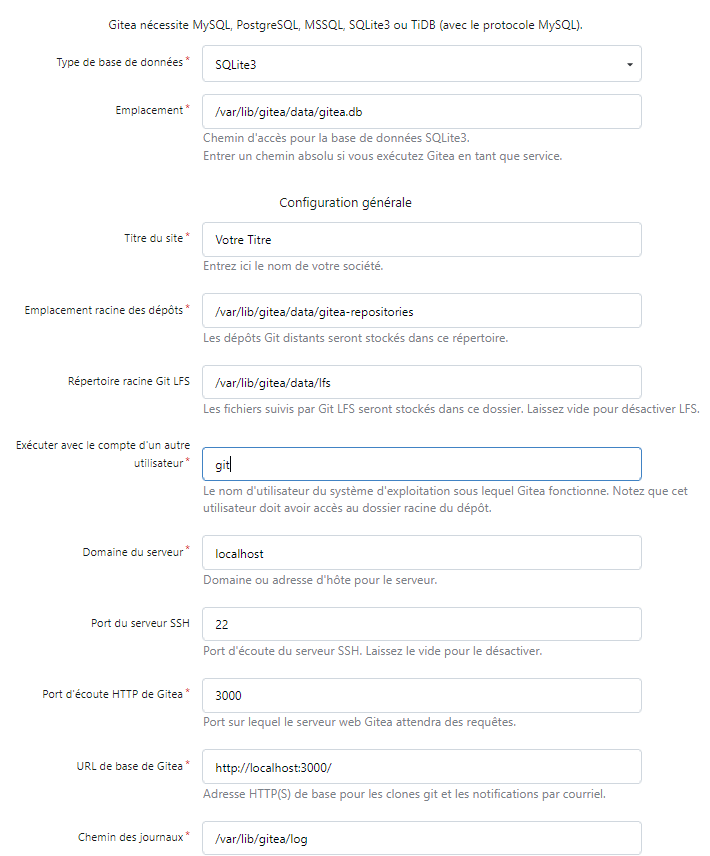 Gitea nécessite MySQL, PostgreSQL, MSSQL, SQLite3 ou TiDB (avec le protocole MySQL).
Type de base de données *
SQLite3
Emplacement *
/var/lib/gitea/data/gitea.db
Chemin d'accès pour la base de données SQLite3.
Entrer un chemin absolu si vous exécutez Gitea en tant que service.
Configuration générale
Titre du site *
Votre Titre
Entrez ici le nom de votre société.
Emplacement racine des dépôts *
/var/lib/gitea/data/gitea-repositories
Les dépôts Git distants seront stockés dans ce répertoire.
Répertoire racine Git LFS
/var/lib/gitea/data/lfs
Les fichiers suivis par Git LFS seront stockés dans ce dossier. Laissez vide pour désactiver LFS.
Exécuter avec le compte d'un autre
utilisateur *
git
Le nom d'utilisateur du système d'exploitation sous lequel Gitea fonctionne. Notez que cet
utilisateur doit avoir accès au dossier racine du dépôt.
Domaine du serveur *
localhost
Domaine ou adresse d'hôte pour le serveur.
Port du serveur SSH
22
Port d'écoute du serveur SSH. Laissez le vide pour le désactiver.
Port d'écoute HTTP de Gitea *
3000
Port sur lequel le serveur web Gitea attendra des requêtes.
URL de base de Gitea *
http://localhost:3000/
Adresse HTTP(S) de base pour les clones git et les notifications par courriel.
Chemin des journaux *
/var/lib/gitea/log